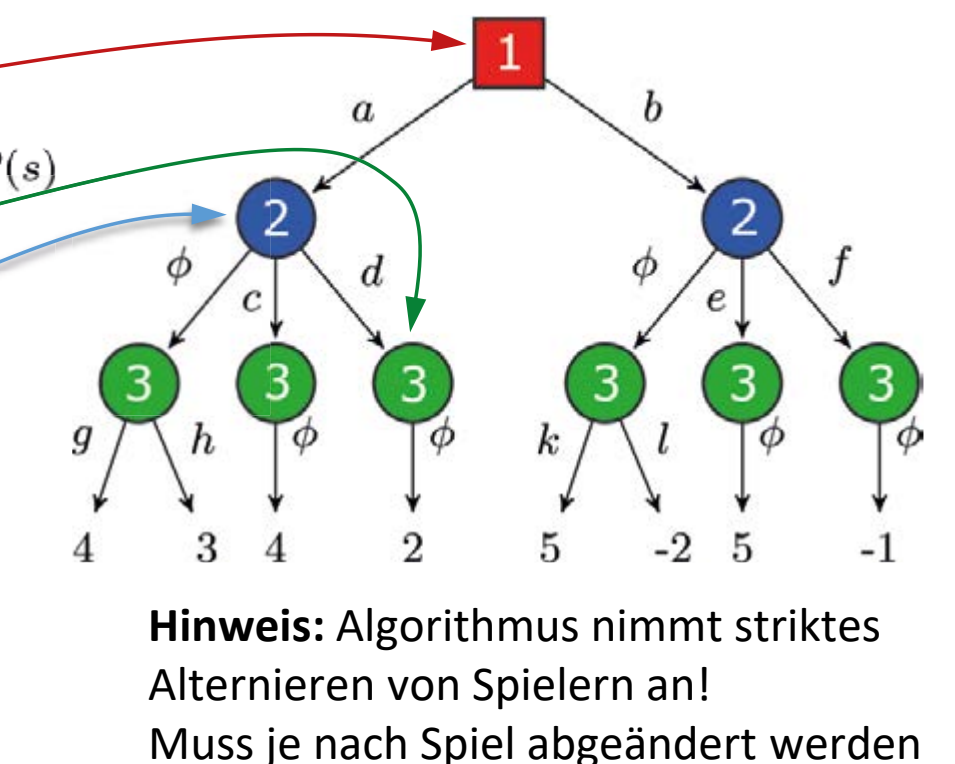 1
a b
(s)
2 2
ϕ c d ϕ e f
3 3 3 3 3 3
g h ϕ ϕ k l ϕ ϕ
4 3 4 2 5 -2 5 -1
Hinweis: Algorithmus nimmt striktes
Alternieren von Spielern an!
Muss je nach Spiel abgeändert werden